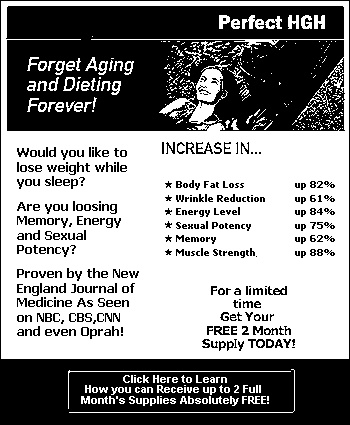 Perfect HGH
Forget Aging
and Dieting
Forever!
Would you like to
lose weight while
you sleep?
Are you loosing
Memory, Energy
and Sexual
Potency?
Proven by the New
England Journal of
Medicine As Seen
on NBC, CBS,CNN
and even Oprah!
INCREASE IN...
★ Body Fat Loss up 82%
★ Wrinkle Reduction up 61%
★ Energy Level up 84%
★ Sexual Potency up 75%
★ Memory up 62%
★ Muscle Strength up 88%
For a limited
time
Get Your
FREE 2 Month
Supply TODAY!
Click Here to Learn
How you can Receive up to 2 Full
Month's Supplies Absolutely FREE!